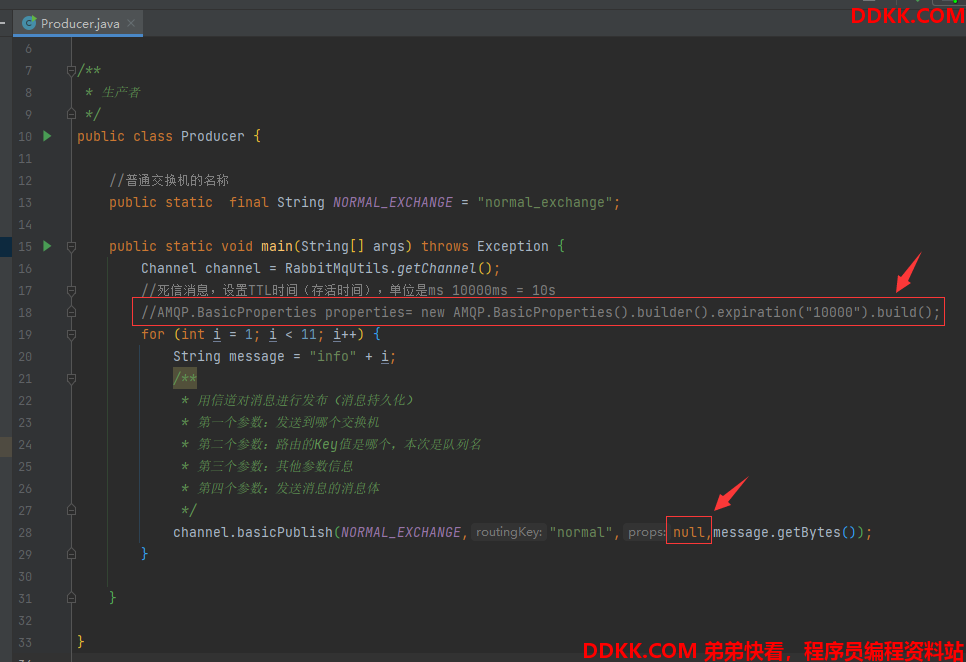 DDKK.COM
Producer.java
6
7 /**
8 * 生产者
9 */
10 public class Producer {
11
12 //普通交换机的名称
13 public static final String NORMAL_EXCHANGE = "normal_exchange";
14
15 public static void main(String[] args) throws Exception {
16 Channel channel = RabbitMqUtils.getChannel();
17 //死信消息，设置TTL时间（存活时），单位是ms 10000ms = 10s
18 //AMQP.BasicProperties properties= new AMQP.BasicProperties().builder().expiration("10000").build();
19 for (int i = 1; i < 11; i++) {
20 String message = "info" + i;
21 /**
22 * 用信道对消息进行发布（消息持久化）
23 * 第一个参数：发送到哪个交换机
24 * 第二个参数：路由的Key值是哪个，本次是队列名
25 * 第三个参数：其他参数信息
26 * 第四个参数：发送消息的消息体
27 */
28 channel.basicPublish(NORMAL_EXCHANGE, routingKey: "normal", props: null,message.getBytes());
29 }
30
31 }
32
33 }
DDKK.COM 弟弟快看，程序员编程资料站